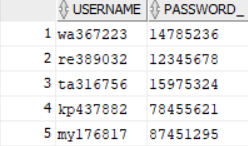 USERNAME PASSWORD_
1 wa367223 14785236
2 re389032 12345678
3 ta316756 15975324
4 kp437882 78455621
5 my176817 87451295